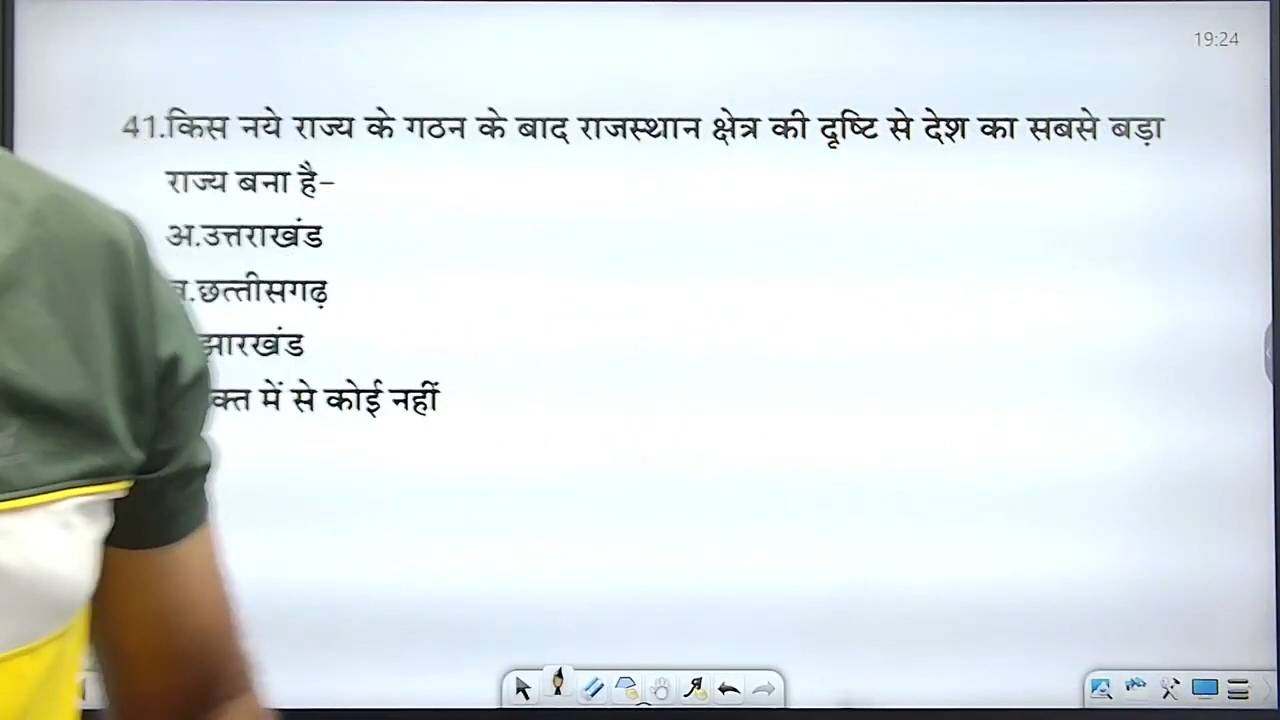 19:24
41.किस नये राज्य के गठन के बाद राजस्थान क्षेत्र की दृष्टि से देश का सबसे बड़ा
राज्य बना है-
अ.उत्तराखंड
छत्तीसगढ़
झारखंड
में से कोई नहीं